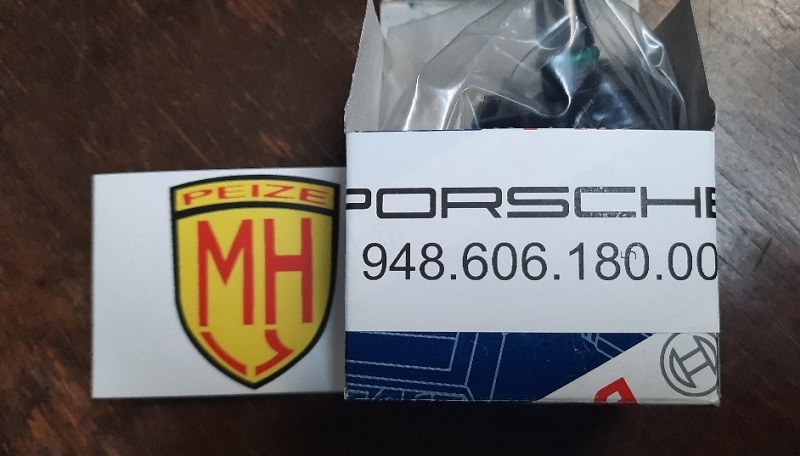 PEIZE
MH
PORSCHE
948.606.180.00